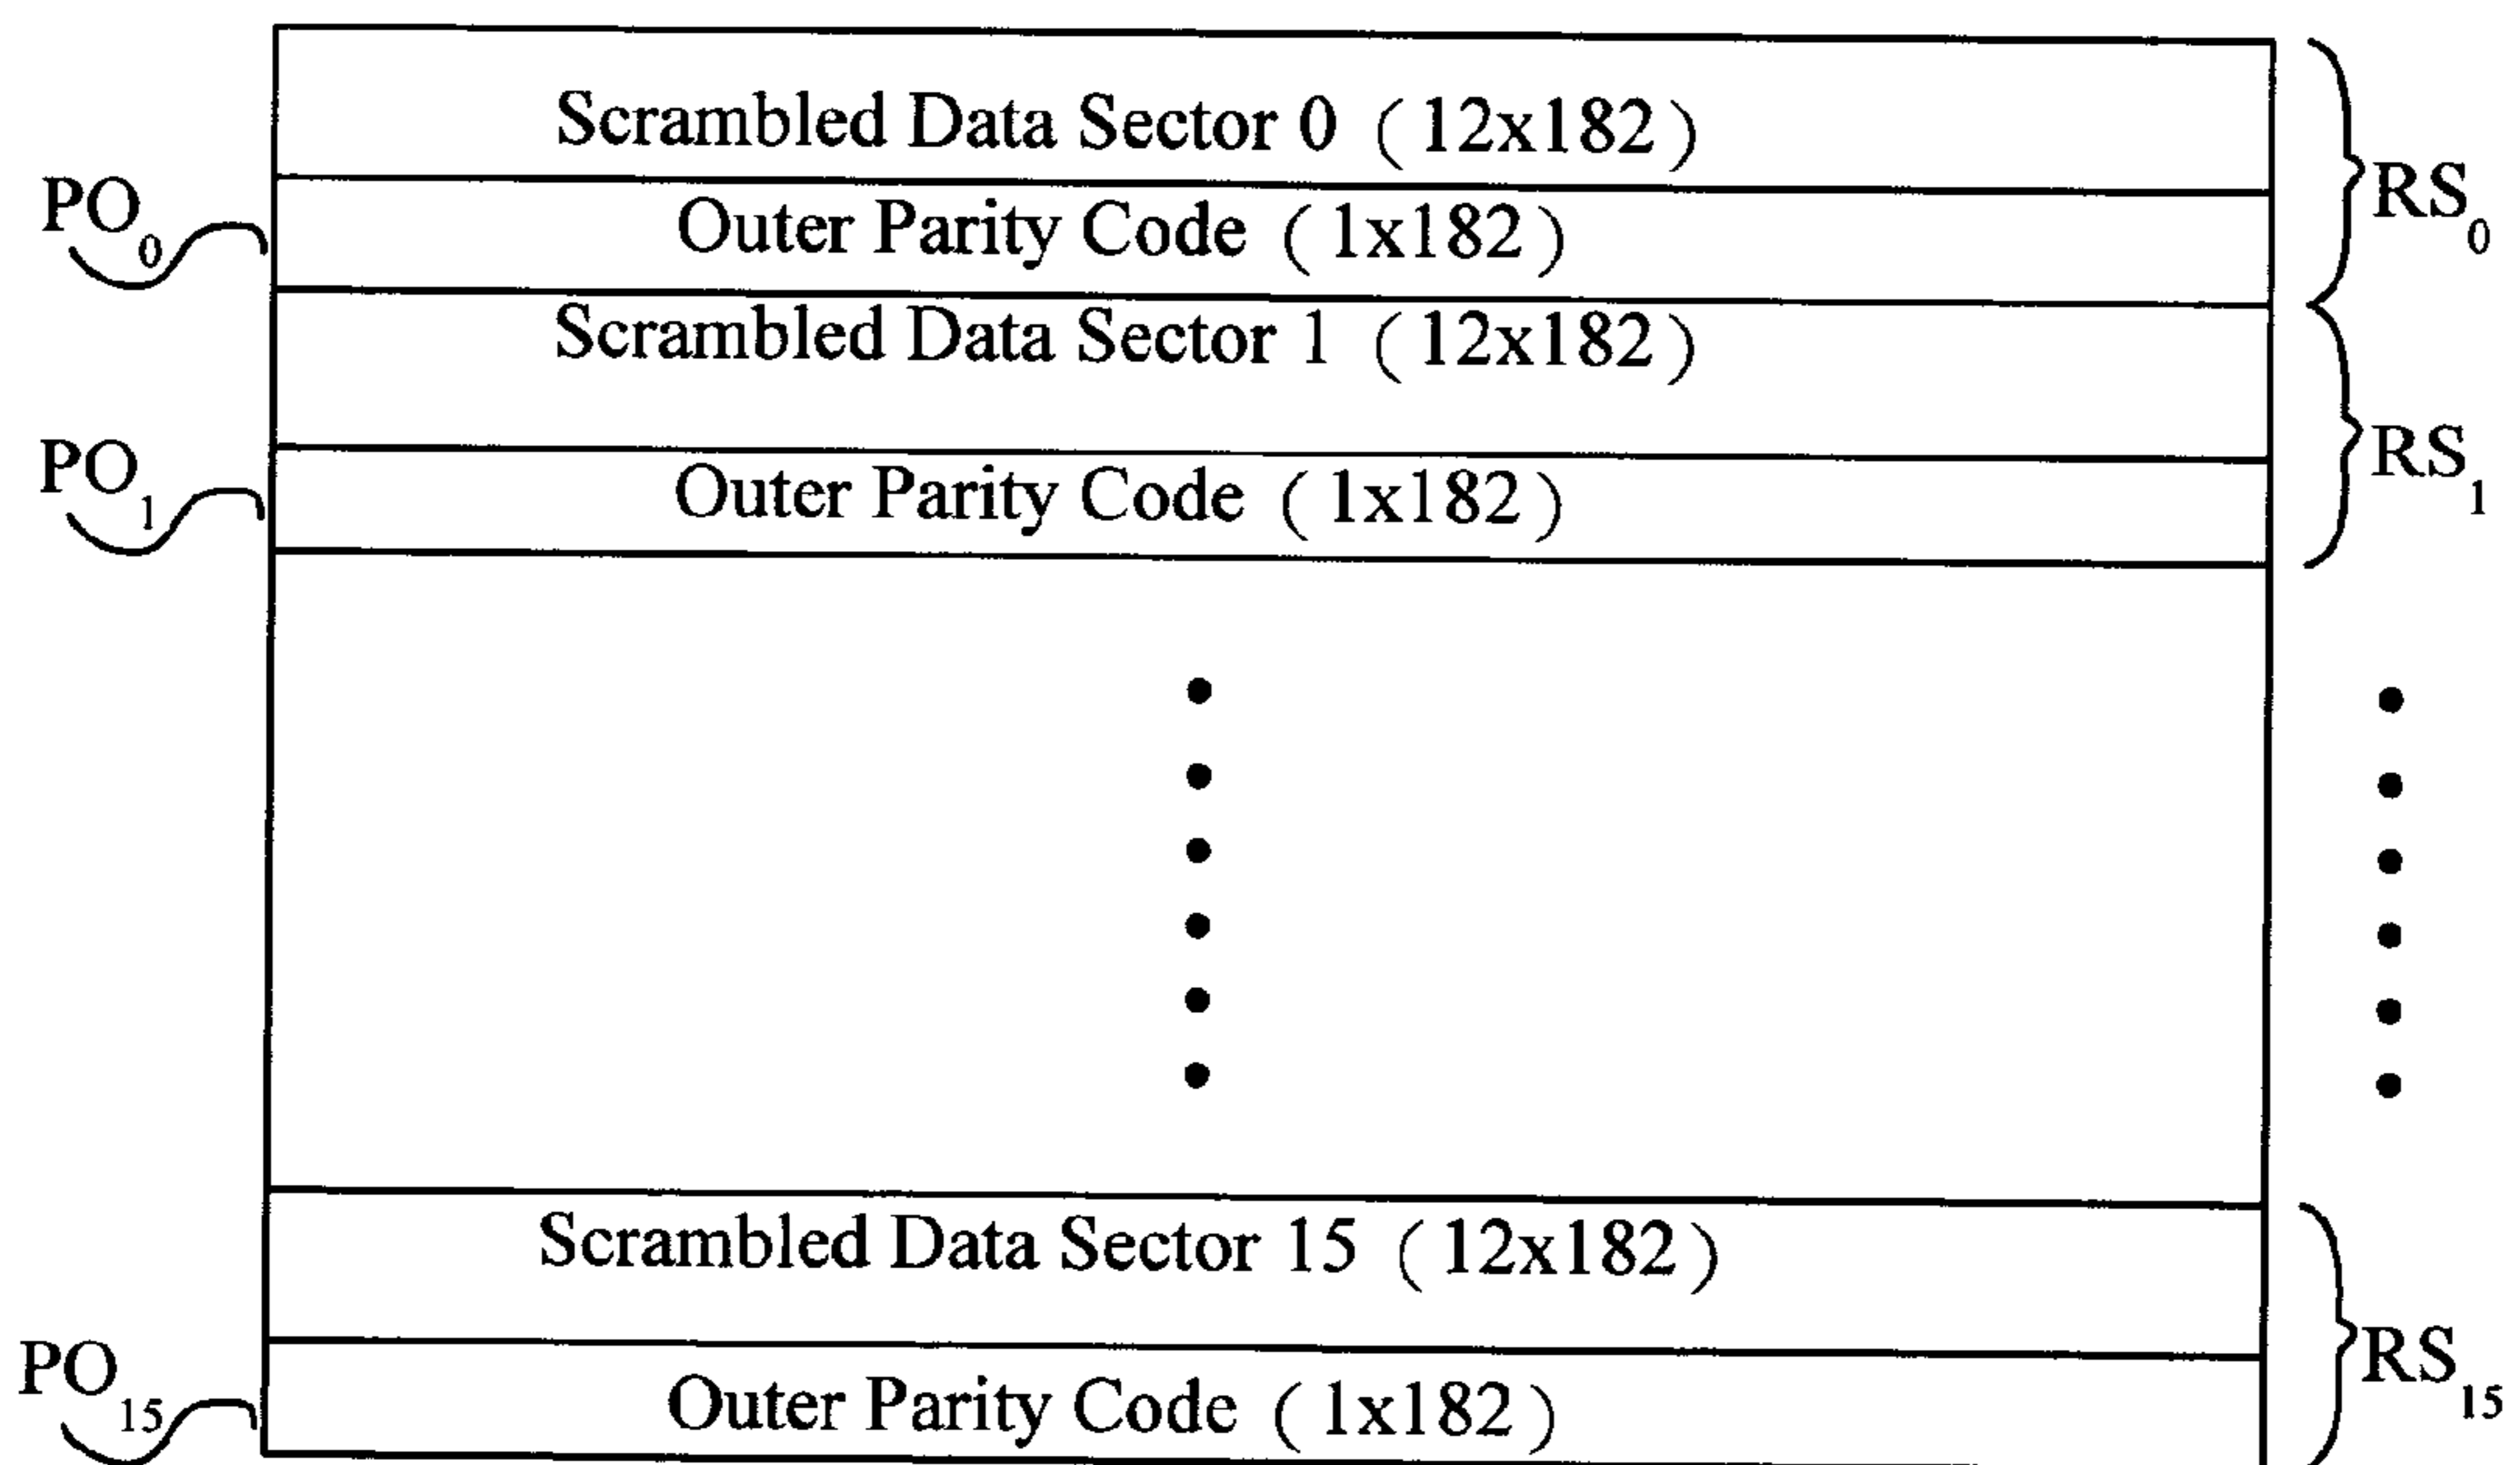 Scrambled Data Sector 0 (12x182)
PO0
Outer Parity Code (1x182)
RS0
Scrambled Data Sector 1 (12x182)
PO1
Outer Parity Code (1x182)
RS1
Scrambled Data Sector 15 (12x182)
PO15
Outer Parity Code (1x182)
RS15